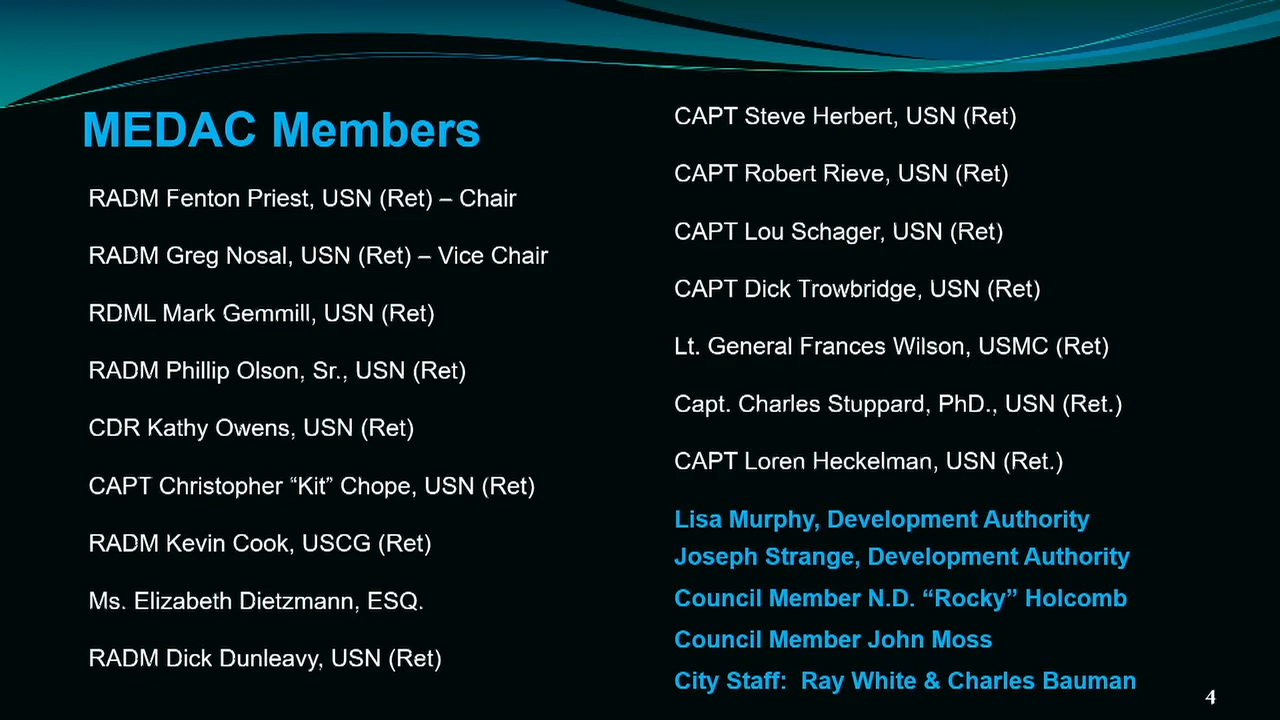 MEDAC Members
RADM Fenton Priest, USN (Ret) – Chair
RADM Greg Nosal, USN (Ret) – Vice Chair
RDML Mark Gemmill, USN (Ret)
RADM Phillip Olson, Sr., USN (Ret)
CDR Kathy Owens, USN (Ret)
CAPT Christopher “Kit” Chope, USN (Ret)
RADM Kevin Cook, USCG (Ret)
Ms. Elizabeth Dietzmann, ESQ.
RADM Dick Dunleavy, USN (Ret)
CAPT Steve Herbert, USN (Ret)
CAPT Robert Rieve, USN (Ret)
CAPT Lou Schager, USN (Ret)
CAPT Dick Trowbridge, USN (Ret)
Lt. General Frances Wilson, USMC (Ret)
Capt. Charles Stuppard, PhD., USN (Ret.)
CAPT Loren Heckelman, USN (Ret.)
Lisa Murphy, Development Authority
Joseph Strange, Development Authority
Council Member N.D. “Rocky” Holcomb
Council Member John Moss
City Staff:  Ray White & Charles Bauman
4